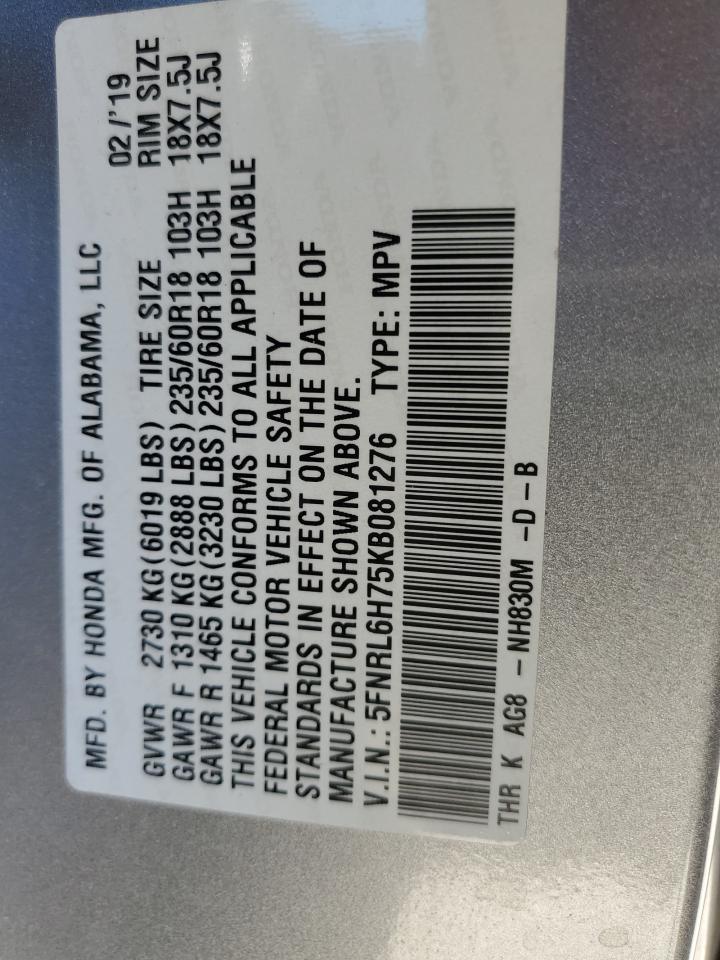 MFD. BY HONDA MFG. OF ALABAMA, LLC
02/'19
GVWR 2730 KG(6019 LBS) TIRE SIZE RIM SIZE
GAWR F 1310 KG(2888 LBS) 235/60R18 103H 18X7.5J
GAWR R 1465 KG(3230 LBS) 235/60R18 103H 18X7.5J
THIS VEHICLE CONFORMS TO ALL APPLICABLE
FEDERAL MOTOR VEHICLE SAFETY
STANDARDS IN EFFECT ON THE DATE OF
MANUFACTURE SHOWN ABOVE.
V.I.N.: 5FNRL6H75KB081276 TYPE: MPV
THR K AG8 - NH830M -D-B